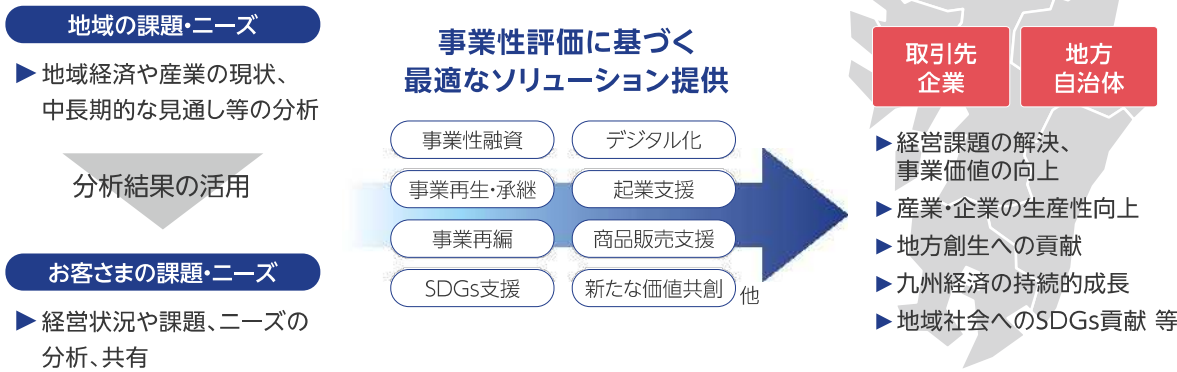 地域の課題・ニーズ
▶地域経済や産業の現状、
中長期的な見通し等の分析
分析結果の活用
お客さまの課題・ニーズ
▶経営状況や課題、ニーズの
分析、共有
事業性評価に基づく
最適なソリューション提供
事業性融資
デジタル化
事業再生・承継
起業支援
事業再編
商品販売支援
SDGs支援
新たな価値共創
他
取引先
企業
地方
自治体
▶経営課題の解決、
事業価値の向上
▶産業・企業の生産性向上
▶地方創生への貢献
▶九州経済の持続的成長
▶地域社会へのSDGs貢献 等